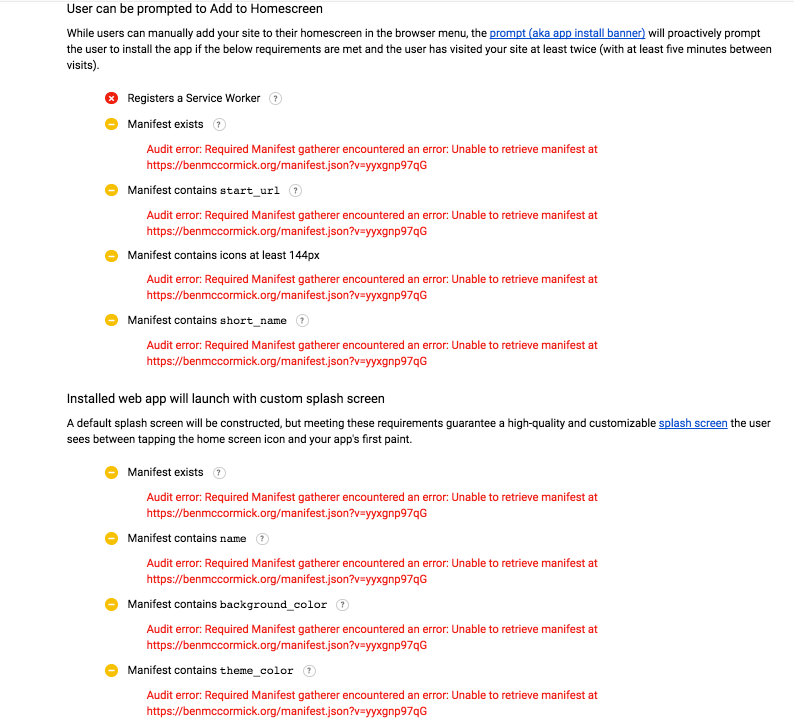 User can be prompted to Add to Homescreen
While users can manually add your site to their homescreen in the browser menu, the prompt (aka app install banner) will proactively prompt
the user to install the app if the below requirements are met and the user has visited your site at least twice (with at least five minutes between
visits).
Registers a Service Worker ?
Manifest exists ?
Audit error: Required Manifest gatherer encountered an error: Unable to retrieve manifest at
https://benmccormick.org/manifest.json?v=yyxgnp97qG
Manifest contains start_url ?
Audit error: Required Manifest gatherer encountered an error: Unable to retrieve manifest at
https://benmccormick.org/manifest.json?v=yyxgnp97qG
Manifest contains icons at least 144px
Audit error: Required Manifest gatherer encountered an error: Unable to retrieve manifest at
https://benmccormick.org/manifest.json?v=yyxgnp97qG
Manifest contains short_name ?
Audit error: Required Manifest gatherer encountered an error: Unable to retrieve manifest at
https://benmccormick.org/manifest.json?v=yyxgnp97qG
Installed web app will launch with custom splash screen
A default splash screen will be constructed, but meeting these requirements guarantee a high-quality and customizable splash screen the user
sees between tapping the home screen icon and your app's first paint.
Manifest exists ?
Audit error: Required Manifest gatherer encountered an error: Unable to retrieve manifest at
https://benmccormick.org/manifest.json?v=yyxgnp97qG
Manifest contains name ?
Audit error: Required Manifest gatherer encountered an error: Unable to retrieve manifest at
https://benmccormick.org/manifest.json?v=yyxgnp97qG
Manifest contains background_color ?
Audit error: Required Manifest gatherer encountered an error: Unable to retrieve manifest at
https://benmccormick.org/manifest.json?v=yyxgnp97qG
Manifest contains theme_color ?
Audit error: Required Manifest gatherer encountered an error: Unable to retrieve manifest at
https://benmccormick.org/manifest.json?v=yyxgnp97qG